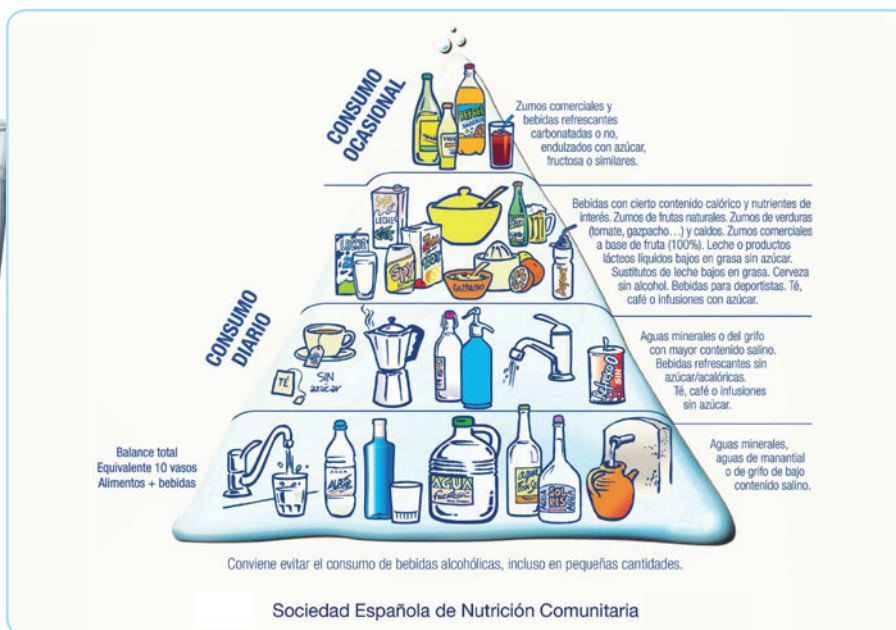 CONSUMO
OCASIONAL
Zumos comerciales y
bebidas refrescantes
carbonatadas o no,
endulzados con azúcar,
fructosa o similares.
Bebidas con cierto contenido calórico y nutrientes de
interés. Zumos de frutas naturales. Zumos de verduras
(tomate, gazpacho…) y caldos. Zumos comerciales
a base de fruta (100%). Leche o productos
lácteos líquidos bajos en grasa sin azúcar.
Sustitutos de leche bajos en grasa. Cerveza
sin alcohol. Bebidas para deportistas. Té,
café o infusiones con azúcar.
LECHE
GAZPACHO
CONSUMO
DIARIO
TÉ
SIN
azúcar
Refresco
SIN
Aguas minerales o del grifo
con mayor contenido salino.
Bebidas refrescantes sin
azúcar/acalóricas.
Té, café o infusiones
sin azúcar.
Balance total
Equivalente 10 vasos
Alimentos + bebidas
AGUA
Aguas minerales,
aguas de manantial
o de grifo de bajo
contenido salino.
Conviene evitar el consumo de bebidas alcohólicas, incluso en pequeñas cantidades.
Sociedad Española de Nutrición Comunitaria